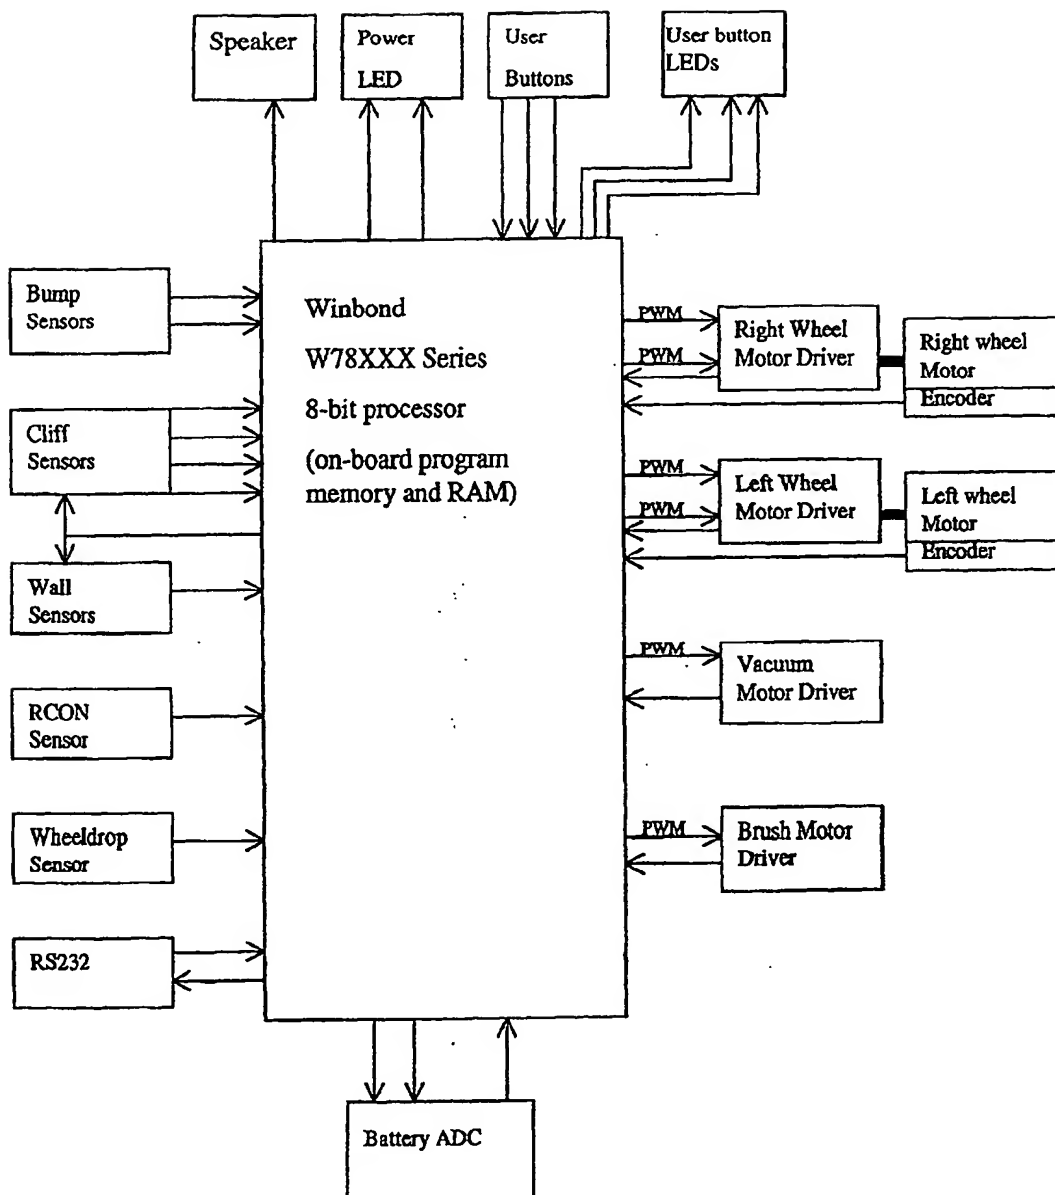 Speaker
Power
LED
User
Buttons
User button
LEDs
Bump
Sensors
Cliff
Sensors
Wall
Sensors
RCON
Sensor
Wheeldrop
Sensor
RS232
Winbond
W78XXX Series
8-bit processor
(on-board program
memory and RAM)
PWM
PWM
Right Wheel
Motor Driver
Right wheel
Motor
Encoder
PWM
PWM
Left Wheel
Motor Driver
Left wheel
Motor
Encoder
PWM
Vacuum
Motor Driver
PWM
Brush Motor
Driver
Battery ADC